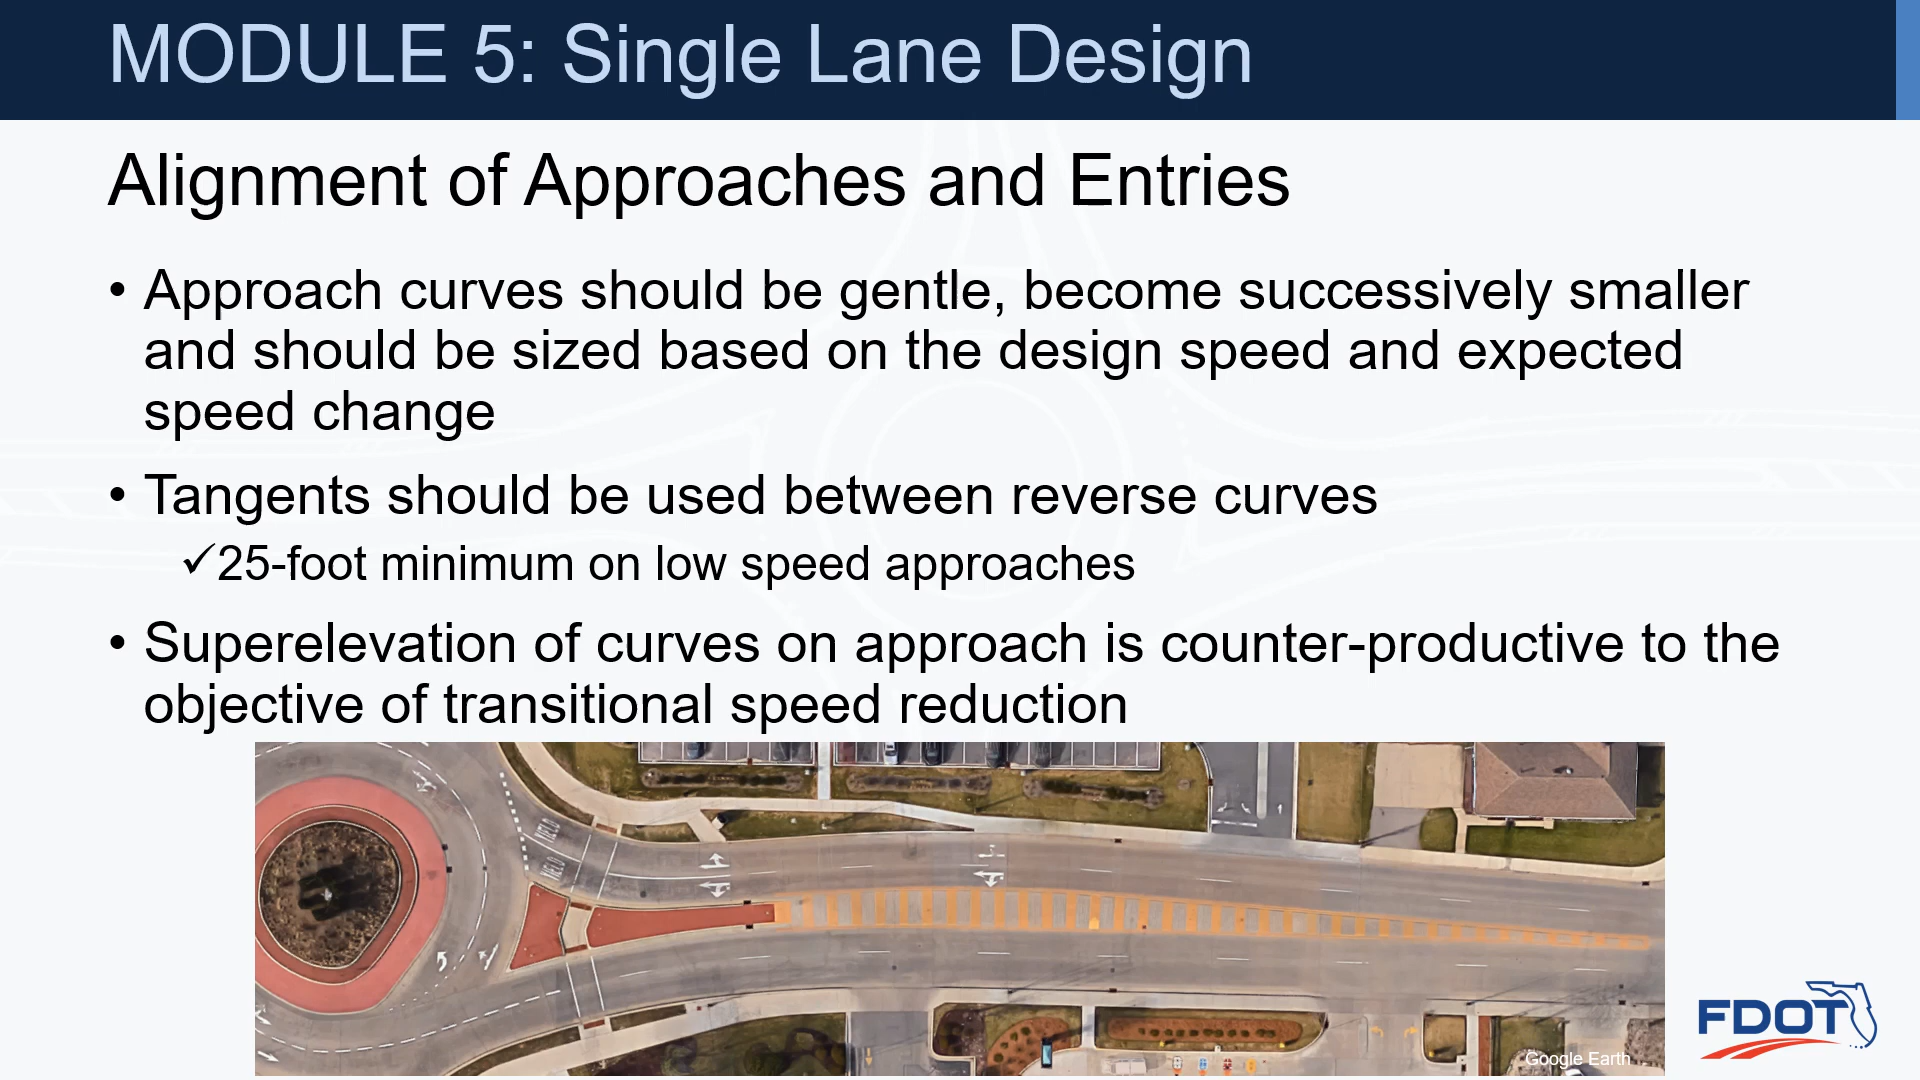 MODULE 5: Single Lane Design
Alignment of Approaches and Entries
• Approach curves should be gentle, become successively smaller
and should be sized based on the design speed and expected
speed change
• Tangents should be used between reverse curves
✓25-foot minimum on low speed approaches
• Superelevation of curves on approach is counter-productive to the
objective of transitional speed reduction
YIELD
YIELD
Google Earth
FDOT